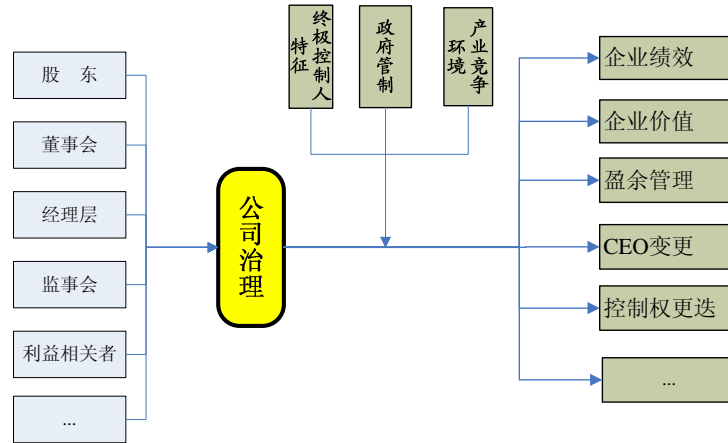 股 东
董事会
经理层
监事会
利益相关者
...
公司治理
终极控制人
特征
政府管制
产业竞争
环境
企业绩效
企业价值
盈余管理
CEO变更
控制权更迭
...